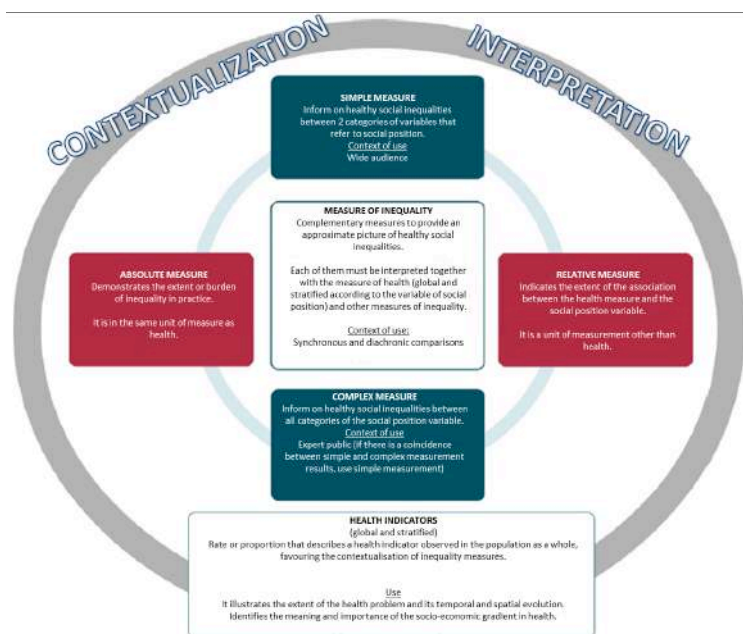 CONTEXTUALIZATION
INTERPRETATION
SIMPLE MEASURE
Inform on healthy social inequalities
between 2 categories of variables that
refer to social position.
Context of use
Wide audience
MEASURE OF INEQUALITY
Complementary measures to provide an
approximate picture of healthy social
inequalities.
Each of them must be interpreted together
with the measure of health (global and
stratified according to the variable of social
position) and other measures of inequality.
Context of use:
Synchronous and diachronic comparisons
ABSOLUTE MEASURE
Demonstrates the extent or burden
of inequality in practice.
It is in the same unit of measure as
health.
RELATIVE MEASURE
Indicates the extent of the association
between the health measure and the
social position variable.
It is a unit of measurement other than
health.
COMPLEX MEASURE
Inform on healthy social inequalities between
all categories of the social position variable.
Context of use
Expert public (if there is a coincidence
between simple and complex measurement
results, use simple measurement)
HEALTH INDICATORS
(global and stratified)
Rate or proportion that describes a health indicator observed in the population as a whole,
favouring the contextualisation of inequality measures.
Use
It illustrates the extent of the health problem and its temporal and spatial evolution.
Identifies the meaning and importance of the socio-economic gradient in health.